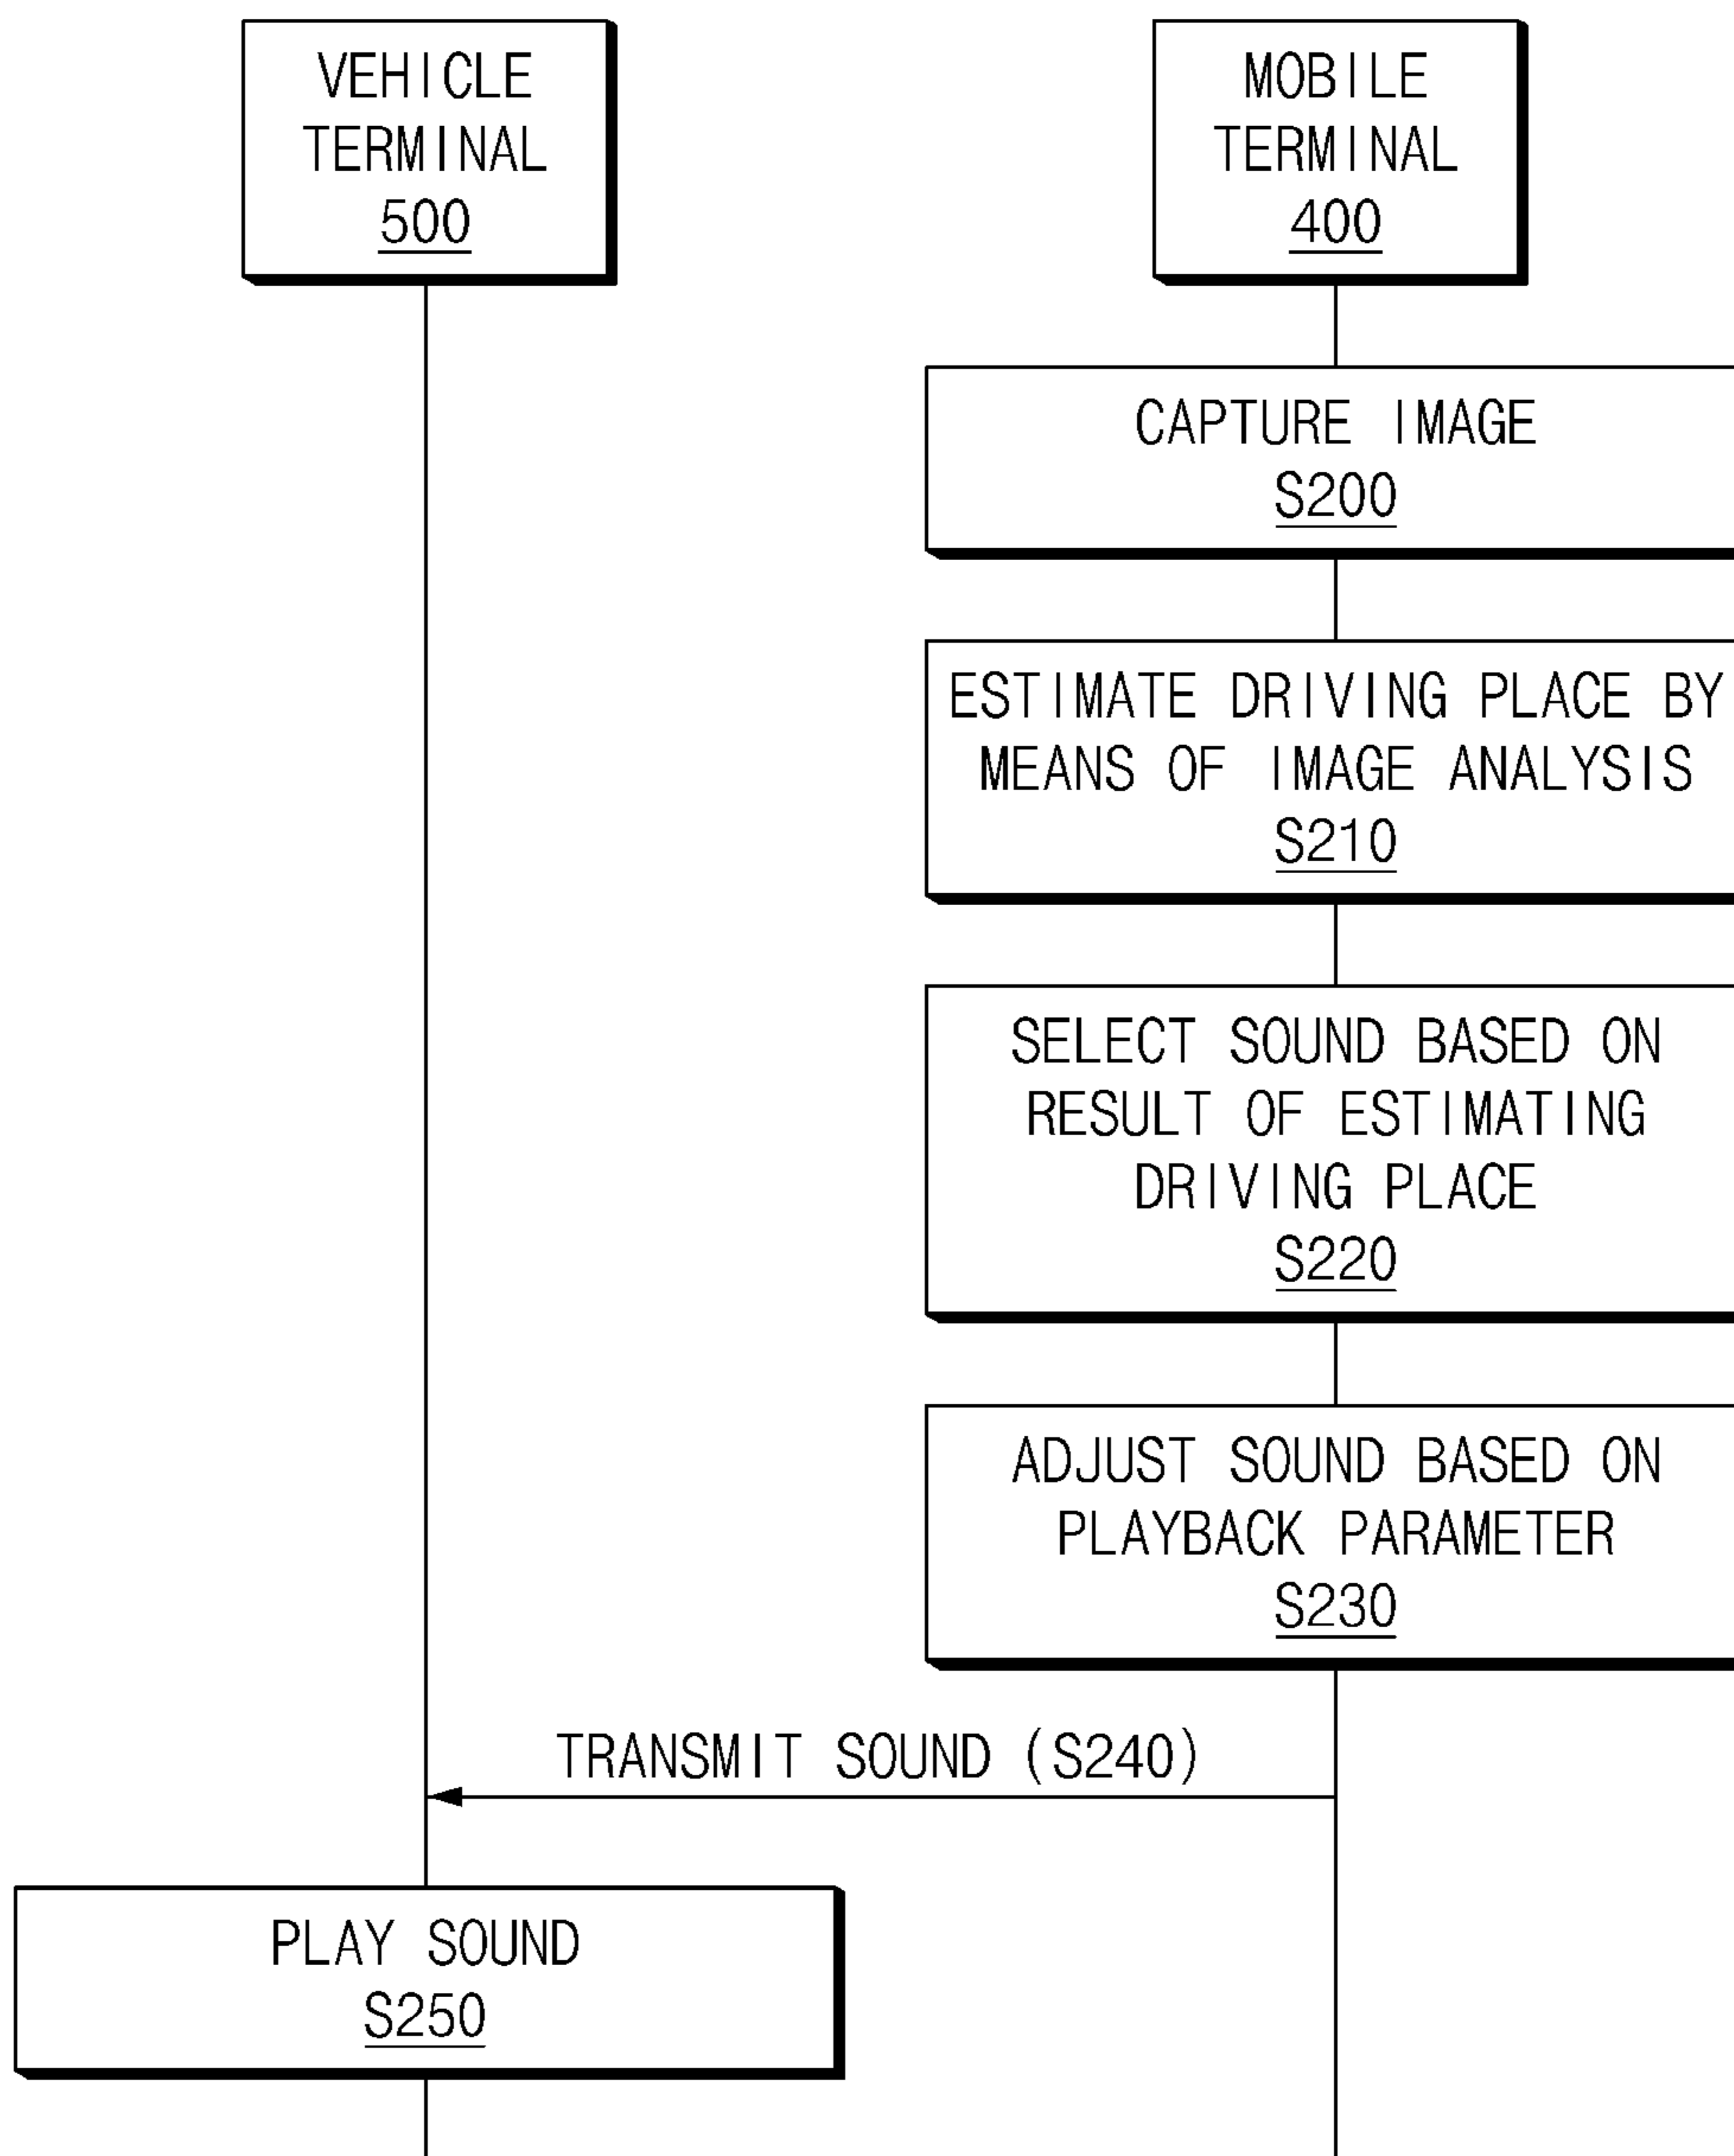 VEHICLE
TERMINAL
500
MOBILE
TERMINAL
400
CAPTURE IMAGE
S200
ESTIMATE DRIVING PLACE BY
MEANS OF IMAGE ANALYSIS
S210
SELECT SOUND BASED ON
RESULT OF ESTIMATING
DRIVING PLACE
S220
ADJUST SOUND BASED ON
PLAYBACK PARAMETER
S230
TRANSMIT SOUND (S240)
PLAY SOUND
S250